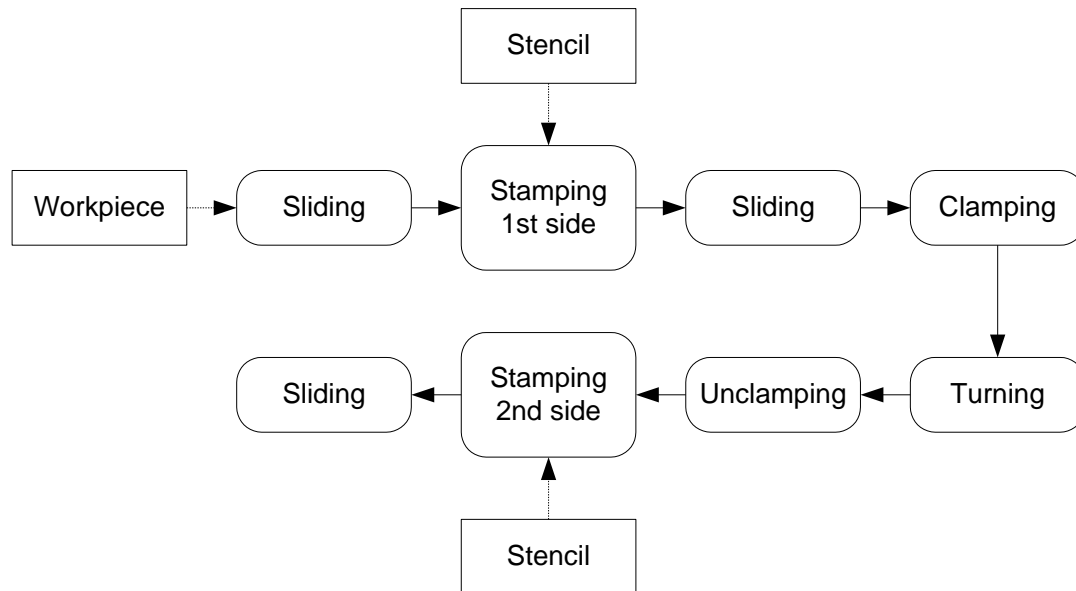 Stencil
Workpiece
Sliding
Stamping
1st side
Sliding
Clamping
Sliding
Stamping
2nd side
Unclamping
Turning
Stencil